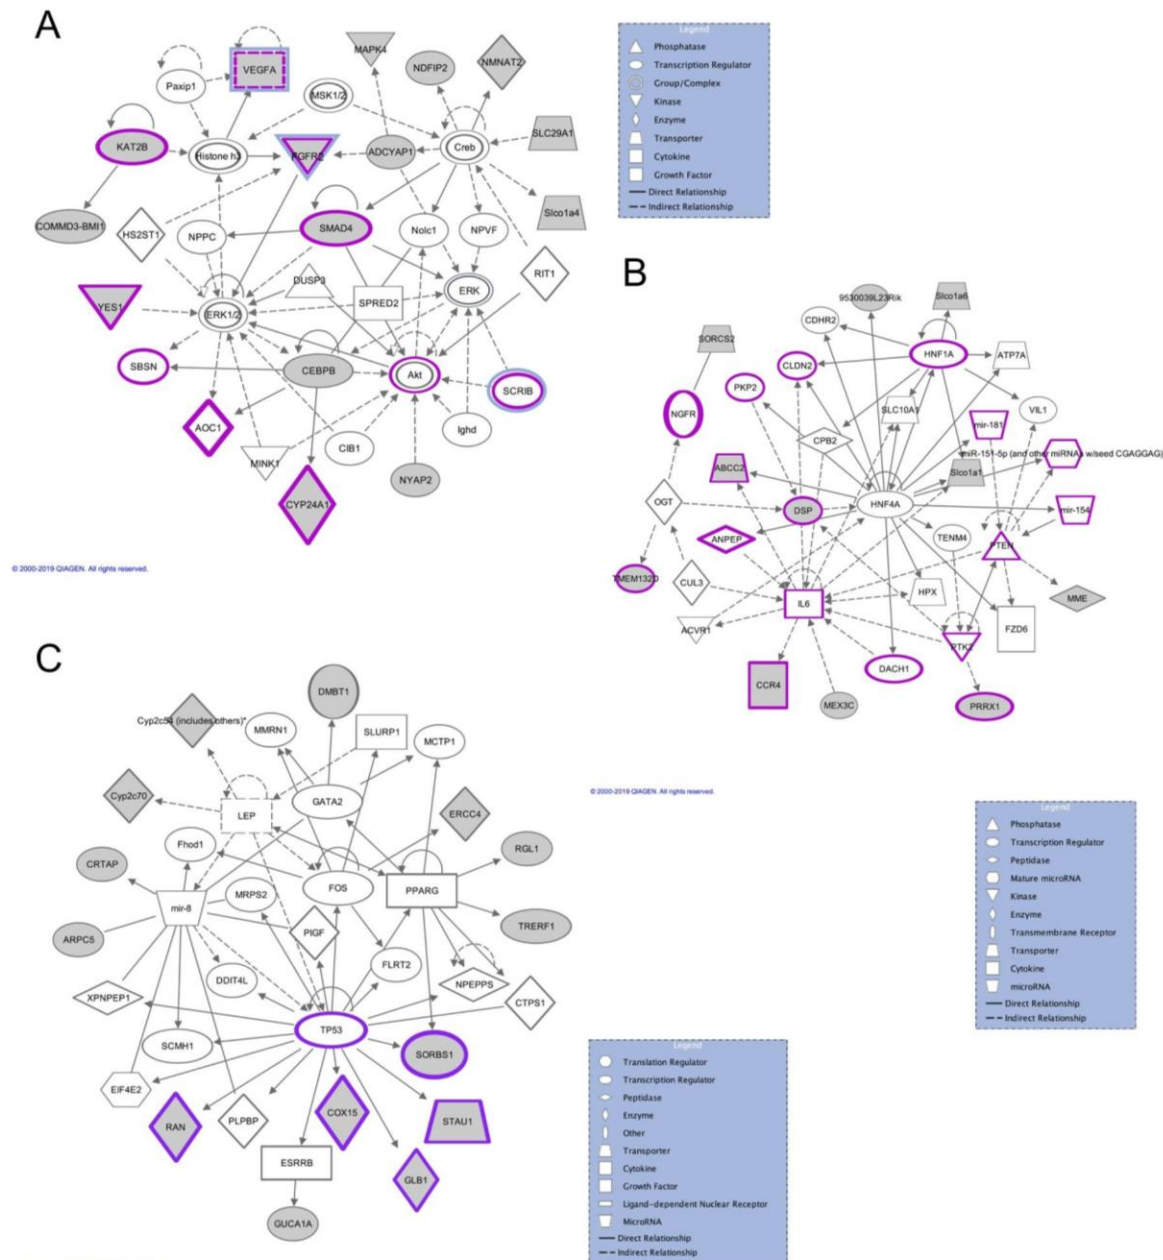 A
MAPK4
NDFIP2
NMNAT2
VEGFA
Paxip1
MSK1/2
SLC29A1
KAT2B
Histone h3
FGFR2
ADCYAP1
Creb
Slco1a4
COMMD3-BMI1
HS2ST1
NPPC
SMAD4
Nolc1
NPVF
RIT1
DUSP3
ERK
YES1
ERK1/2
SPRED2
SBSN
CEBPB
Akt
SCRIB
AOC1
CIB1
Ighd
MINK1
NYAP2
CYP24A1
© 2000-2019 QIAGEN. All rights reserved.
Legend
Phosphatase
Transcription Regulator
Group/Complex
Kinase
Enzyme
Transporter
Cytokine
Growth Factor
Direct Relationship
Indirect Relationship
B
9530039L23Rik
Slco1a6
CDHR2
SORCS2
HNF1A
ATP7A
CLDN2
PKP2
NGFR
SLC10A1
mir-181
VIL1
CPB2
miR-151-5p (and other miRNAs w/seed CGAGGAG)
ABCC2
Slco1a1
OGT
DSP
HNF4A
mir-154
ANPEP
TENM4
PTEN
TMEM132D
CUL3
IL6
HPX
MME
ACVR1
FZD6
PTK2
CCR4
DACH1
MEX3C
PRRX1
© 2000-2019 QIAGEN. All rights reserved.
Legend
Phosphatase
Transcription Regulator
Peptidase
Mature microRNA
Kinase
Enzyme
Transmembrane Receptor
Transporter
Cytokine
microRNA
Direct Relationship
Indirect Relationship
C
DMBT1
Cyp2c54 (includes others)*
MMRN1
SLURP1
MCTP1
Cyp2c70
GATA2
LEP
ERCC4
Fhod1
RGL1
CRTAP
FOS
PPARG
MRPS2
mir-8
TRERF1
ARPC5
PIGF
FLRT2
DDIT4L
NPEPPS
XPNPEP1
CTPS1
TP53
SCMH1
SORBS1
EIF4E2
RAN
PLPBP
COX15
STAU1
ESRRB
GLB1
GUCA1A
Legend
Translation Regulator
Transcription Regulator
Peptidase
Enzyme
Other
Transporter
Cytokine
Growth Factor
Ligand-dependent Nuclear Receptor
MicroRNA
Direct Relationship
Indirect Relationship